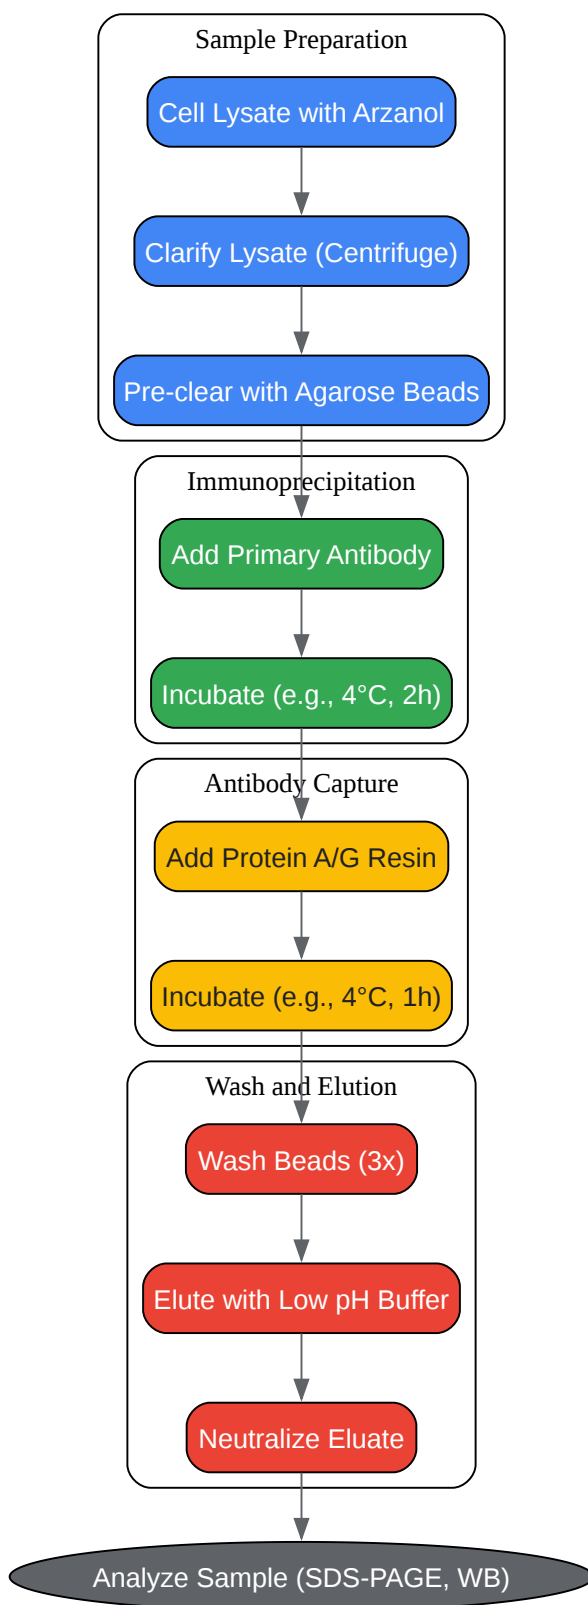 Sample Preparation
Cell Lysate with Arzanol
Clarify Lysate (Centrifuge)
Pre-clear with Agarose Beads
Immunoprecipitation
Add Primary Antibody
Incubate (e.g., 4°C, 2h)
Antibody Capture
Add Protein A/G Resin
Incubate (e.g., 4°C, 1h)
Wash and Elution
Wash Beads (3x)
Elute with Low pH Buffer
Neutralize Eluate
Analyze Sample (SDS-PAGE, WB)